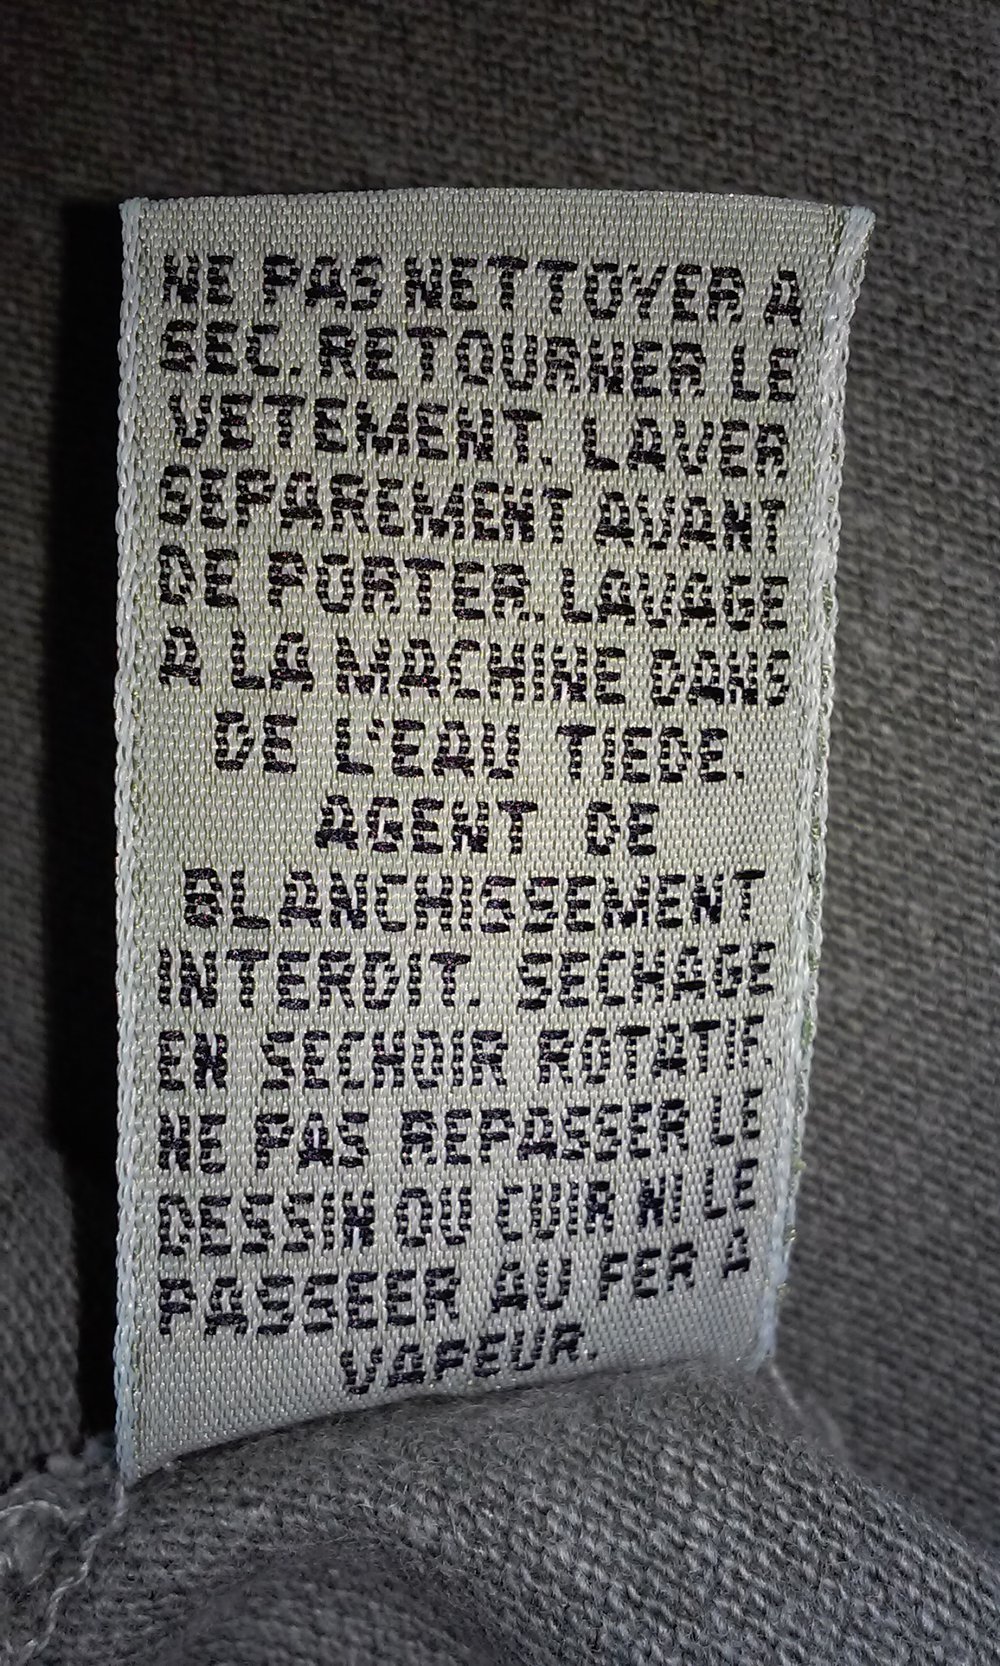 NE PAS NETTOYER A
SEC. RETOURNER LE
VETEMENT. LAVER
SEPAREMENT AVANT
DE PORTER. LAVAGE
A LA MACHINE DANS
DE L'EAU TIEDE.
AGENT DE
BLANCHISSEMENT
INTERDIT. SECHAGE
EN SECHOIR ROTATIF.
NE PAS REPASSER LE
DESSIN OU CUIR NI LE
PASSEER AU FER A
VAPEUR.